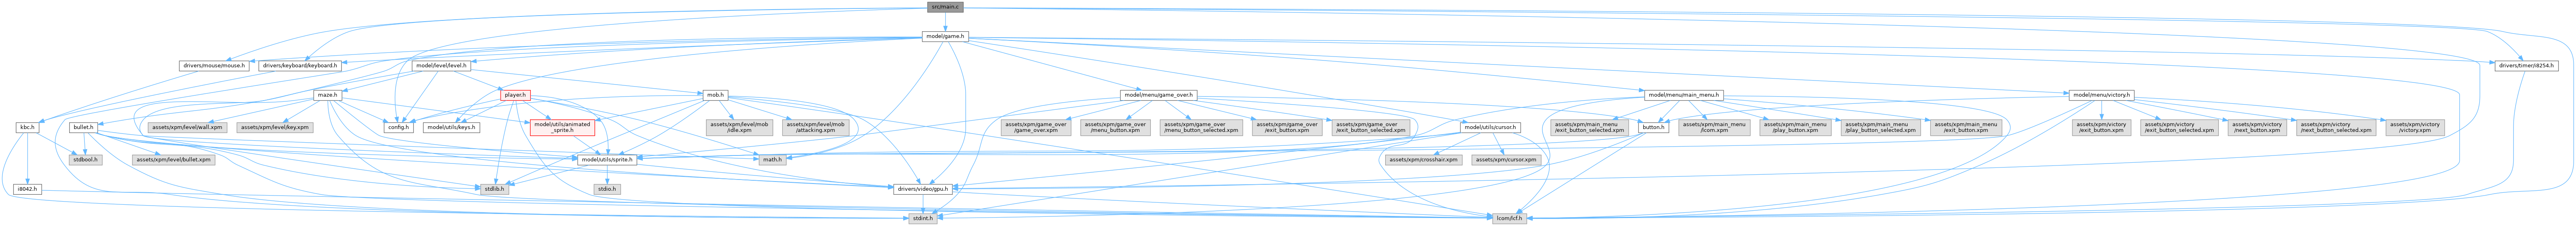 src/main.c
model/game.h
drivers/mouse/mouse.h
drivers/keyboard/keyboard.h
model/level/level.h
drivers/timer/i8254.h
maze.h
player.h
mob.h
model/menu/game_over.h
model/menu/main_menu.h
model/menu/victory.h
kbc.h
bullet.h
assets/xpm/level/wall.xpm
assets/xpm/level/key.xpm
config.h
model/utils/keys.h
model/utils/animated
_sprite.h
assets/xpm/level/mob
/idle.xpm
assets/xpm/level/mob
/attacking.xpm
assets/xpm/game_over
/game_over.xpm
assets/xpm/game_over
/menu_button.xpm
assets/xpm/game_over
/menu_button_selected.xpm
assets/xpm/game_over
/exit_button.xpm
assets/xpm/game_over
/exit_button_selected.xpm
model/utils/cursor.h
assets/xpm/main_menu
/exit_button_selected.xpm
button.h
assets/xpm/main_menu
/lcom.xpm
assets/xpm/main_menu
/play_button.xpm
assets/xpm/main_menu
/play_button_selected.xpm
assets/xpm/main_menu
/exit_button.xpm
assets/xpm/victory
/exit_button.xpm
assets/xpm/victory
/exit_button_selected.xpm
assets/xpm/victory
/next_button.xpm
assets/xpm/victory
/next_button_selected.xpm
assets/xpm/victory
/victory.xpm
stdbool.h
assets/xpm/level/bullet.xpm
model/utils/sprite.h
math.h
assets/xpm/crosshair.xpm
assets/xpm/cursor.xpm
i8042.h
stdlib.h
stdio.h
drivers/video/gpu.h
stdint.h
lcom/lcf.h